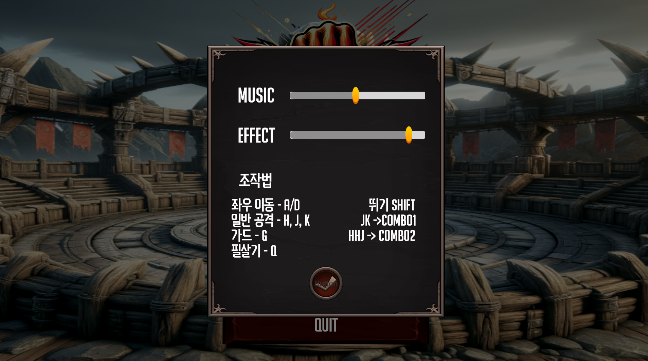 MUSIC
EFFECT
조작법
좌우 이동 - A/D
뛰기 SHIFT
일반 공격 - H, J, K
JK ->COMBO1
가드 - G
HHJ -> COMBO2
필살기 - Q
QUIT